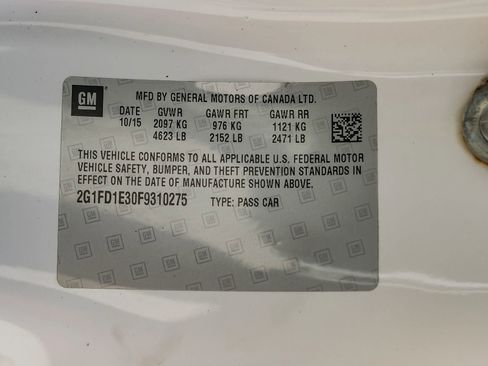 GM
MFD BY GENERAL MOTORS OF CANADA LTD.
DATE GVWR GAWR FRT GAWR RR
10/15 2097 KG 976 KG 1121 KG
4623 LB 2152 LB 2471 LB
THIS VEHICLE CONFORMS TO ALL APPLICABLE U.S. FEDERAL MOTOR
VEHICLE SAFETY, BUMPER, AND THEFT PREVENTION STANDARDS
IN EFFECT ON THE DATE OF MANUFACTURE SHOWN ABOVE.
2G1FD1E30F9310275 TYPE: PASS CAR